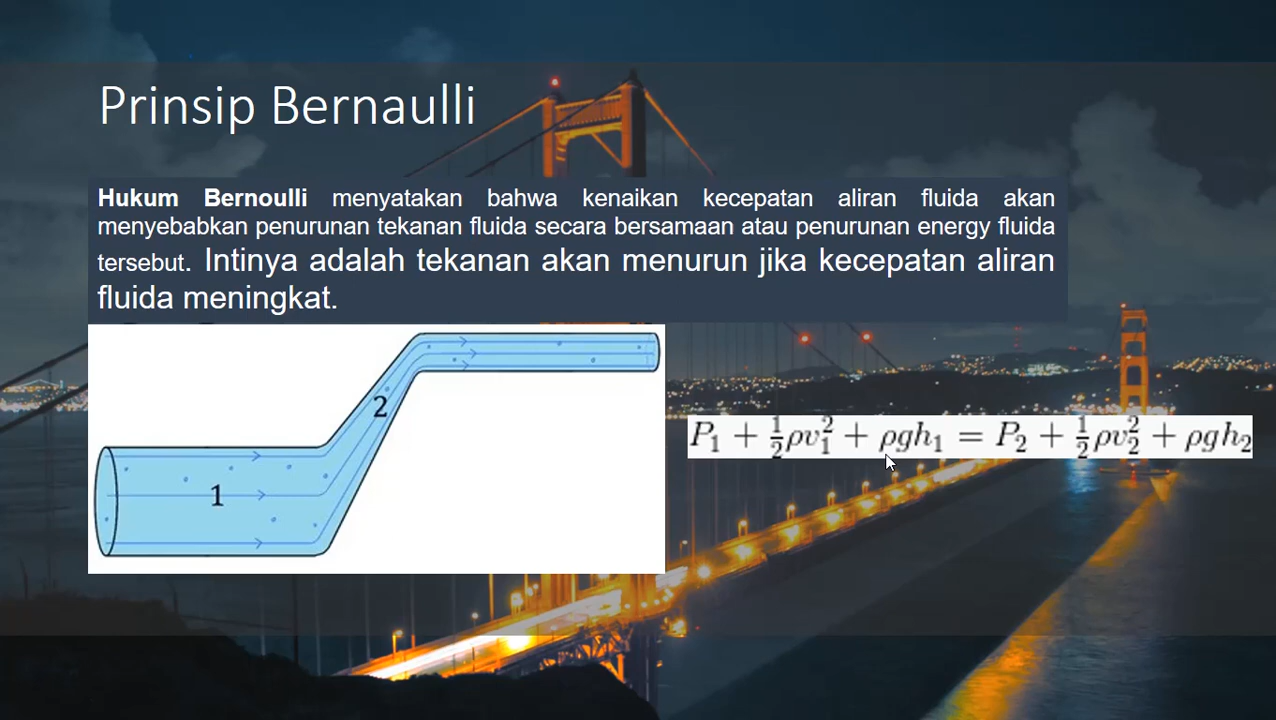 Prinsip Bernaulli
Hukum Bernoulli menyatakan bahwa kenaikan kecepatan aliran fluida akan
menyebabkan penurunan tekanan fluida secara bersamaan atau penurunan energy fluida
tersebut. Intinya adalah tekanan akan menurun jika kecepatan aliran
fluida meningkat.
2
1
P₁ + ½ρv₁² + ρgh₁ = P₂ + ½ρv₂² + ρgh₂